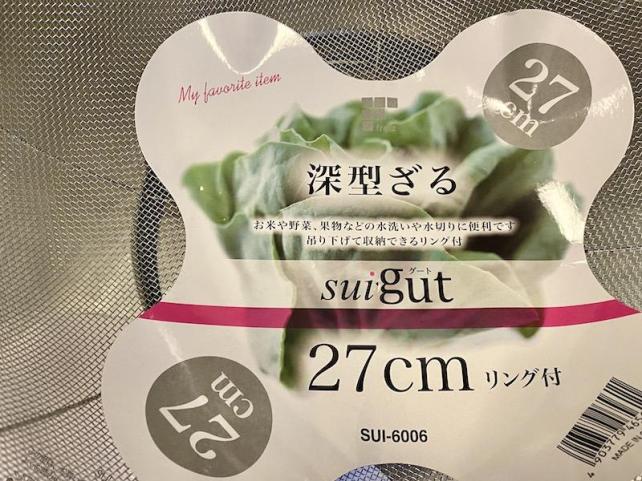 My favorite item
27
cm
深型ざる
お米や野菜、果物などの水洗いや水切りに便利です
吊り下げて収納できるリング付
グート
suigut
27cm リング付
27
cm
SUI-6006
MADE